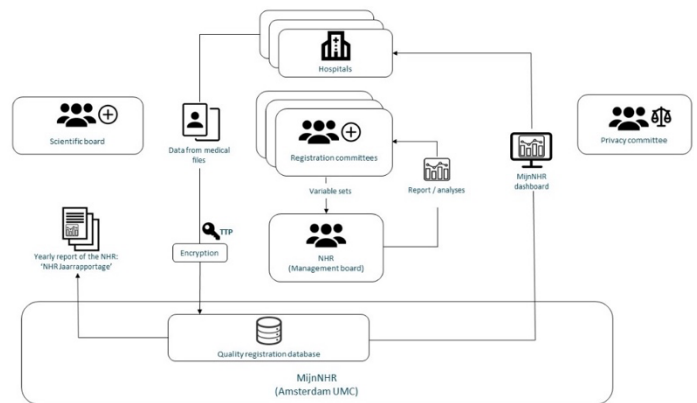 Hospitals
Scientific board
Data from medical
files
Registration committees
Privacy committee
MijnNHR
dashboard
Variable sets
Report / analyses
TTP
Encryption
NHR
(Management board)
Yearly report of the NHR:
'NHR Jaarrapportage'
Quality registration database
MijnNHR
(Amsterdam UMC)